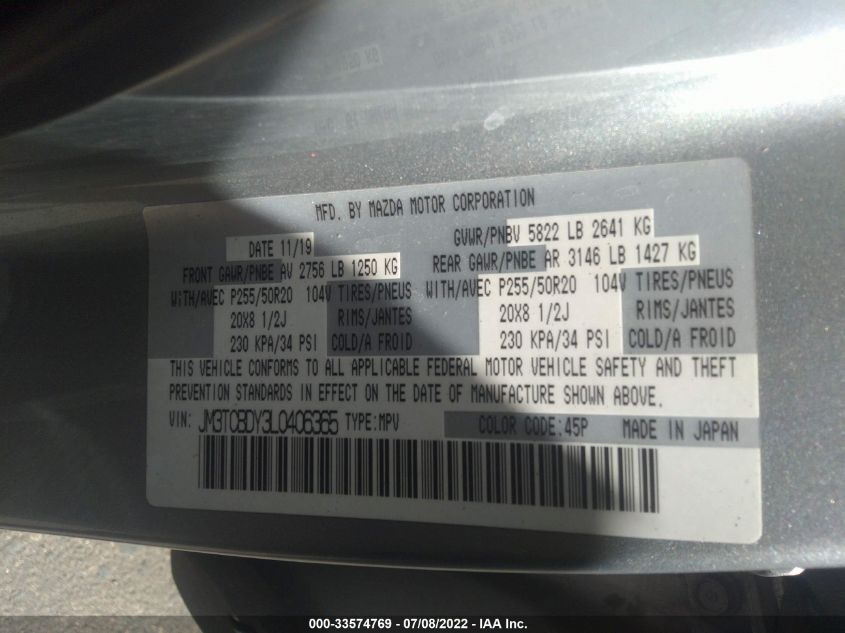 MFD. BY MAZDA MOTOR CORPORATION
DATE 11/19 GVWR/PNBV 5822 LB 2641 KG
FRONT GAWR/PNBE AV 2756 LB 1250 KG REAR GAWR/PNBE AR 3146 LB 1427 KG
WITH/AVEC P255/50R20 104V TIRES/PNEUS WITH/AVEC P255/50R20 104V TIRES/PNEUS
20X8 1/2J RIMS/JANTES 20X8 1/2J RIMS/JANTES
230 KPA/34 PSI COLD/A FROID 230 KPA/34 PSI COLD/A FROID
THIS VEHICLE CONFORMS TO ALL APPLICABLE FEDERAL MOTOR VEHICLE SAFETY AND THEFT
PREVENTION STANDARDS IN EFFECT ON THE DATE OF MANUFACTURE SHOWN ABOVE.
VIN: JM3TCBDY3L0406365 TYPE:MPV COLOR CODE:45P MADE IN JAPAN
000-33574769 - 07/08/2022 - IAA Inc.